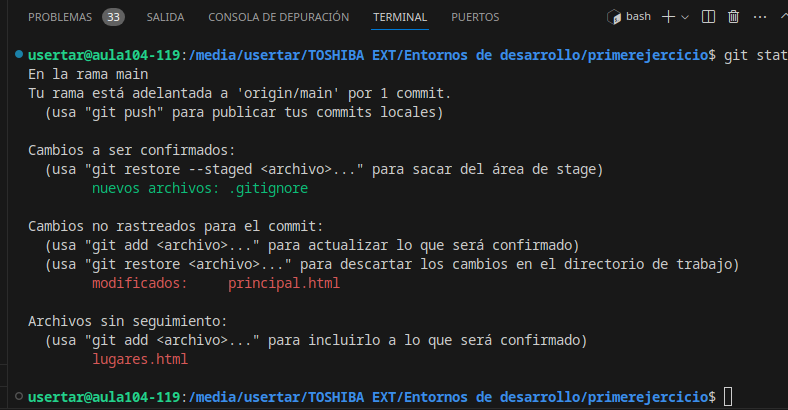 PROBLEMAS 33 SALIDA CONSOLA DE DEPURACIÓN TERMINAL PUERTOS bash
usertar@aula104-119:/media/usertar/TOSHIBA EXT/Entornos de desarrollo/primerejercicio$ git stat
En la rama main
Tu rama está adelantada a 'origin/main' por 1 commit.
(usa "git push" para publicar tus commits locales)
Cambios a ser confirmados:
(usa "git restore --staged <archivo>..." para sacar del área de stage)
nuevos archivos: .gitignore
Cambios no rastreados para el commit:
(usa "git add <archivo>..." para actualizar lo que será confirmado)
(usa "git restore <archivo>..." para descartar los cambios en el directorio de trabajo)
modificados: principal.html
Archivos sin seguimiento:
(usa "git add <archivo>..." para incluirlo a lo que será confirmado)
lugares.html
usertar@aula104-119:/media/usertar/TOSHIBA EXT/Entornos de desarrollo/primerejercicio$